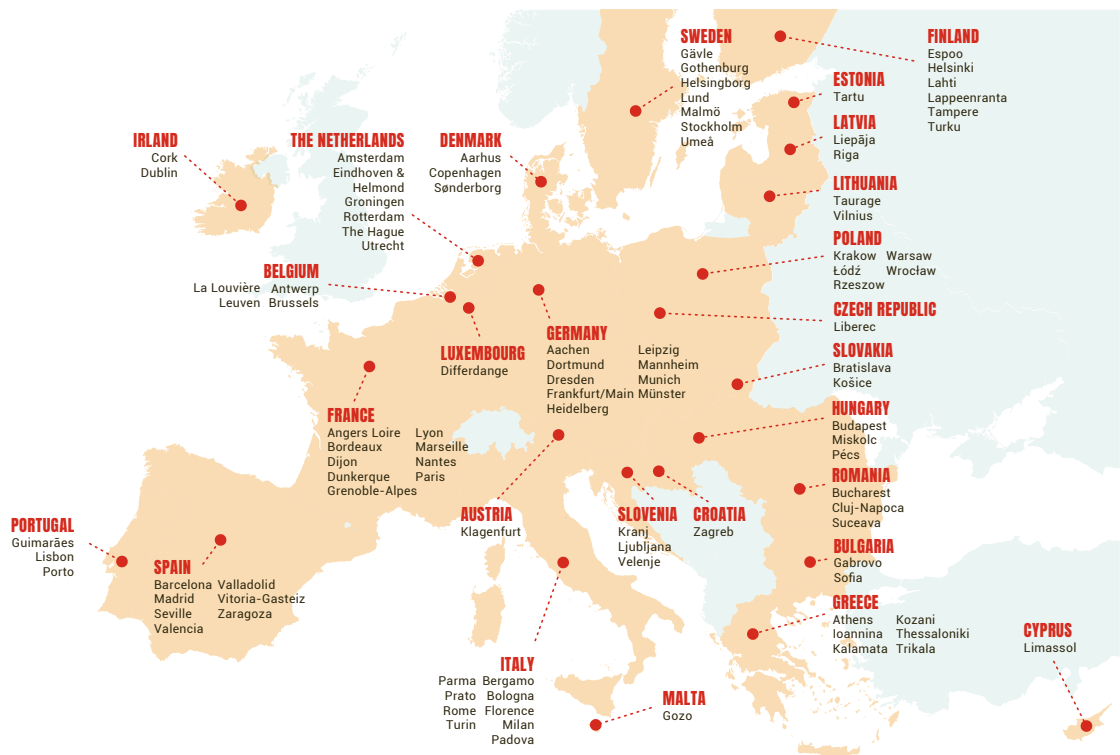 SWEDEN
Gävle
Gothenburg
Helsingborg
Lund
Malmö
Stockholm
Umeå
FINLAND
Espoo
Helsinki
Lahti
Lappeenranta
Tampere
Turku
ESTONIA
Tartu
LATVIA
Liepāja
Riga
IRLAND
Cork
Dublin
THE NETHERLANDS
Amsterdam
Eindhoven &
Helmond
Groningen
Rotterdam
The Hague
Utrecht
DENMARK
Aarhus
Copenhagen
Sønderborg
LITHUANIA
Taurage
Vilnius
POLAND
Krakow Warsaw
Łódź Wrocław
Rzeszow
BELGIUM
La Louvière Antwerp
Leuven Brussels
CZECH REPUBLIC
Liberec
LUXEMBOURG
Differdange
GERMANY
Aachen Leipzig
Dortmund Mannheim
Dresden Munich
Frankfurt/Main Münster
Heidelberg
SLOVAKIA
Bratislava
Košice
FRANCE
Angers Loire Lyon
Bordeaux Marseille
Dijon Nantes
Dunkerque Paris
Grenoble-Alpes
HUNGARY
Budapest
Miskolc
Pécs
ROMANIA
Bucharest
Cluj-Napoca
Suceava
AUSTRIA
Klagenfurt
SLOVENIA
Kranj
Ljubljana
Velenje
CROATIA
Zagreb
PORTUGAL
Guimarães
Lisbon
Porto
SPAIN
Barcelona Valladolid
Madrid Vitoria-Gasteiz
Seville Zaragoza
Valencia
BULGARIA
Gabrovo
Sofia
GREECE
Athens Kozani
Ioannina Thessaloniki
Kalamata Trikala
CYPRUS
Limassol
ITALY
Parma Bergamo
Prato Bologna
Rome Florence
Turin Milan
Padova
MALTA
Gozo